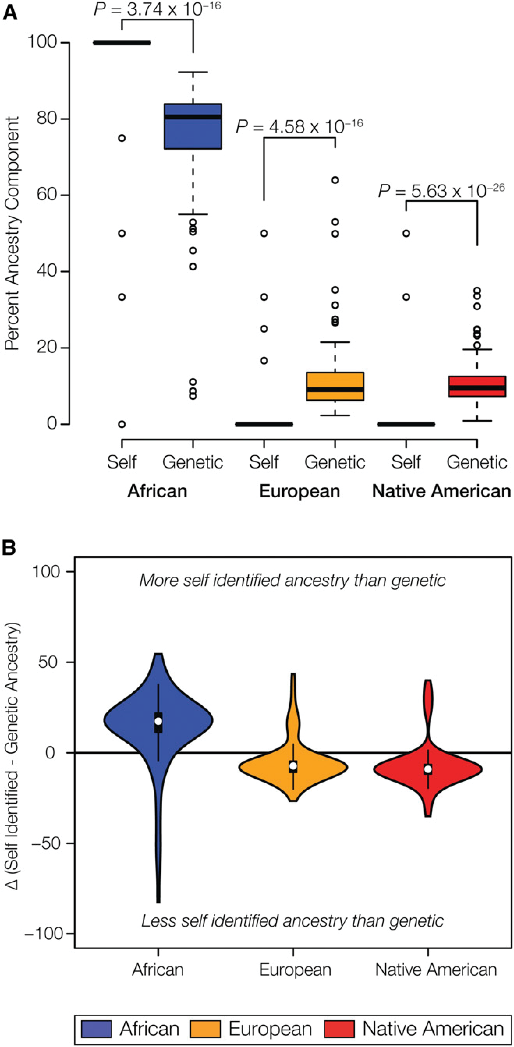 A
P = 3.74 x 10⁻¹⁶
P = 4.58 x 10⁻¹⁶
P = 5.63 x 10⁻²⁶
Percent Ancestry Component
100
80
60
40
20
0
Self Genetic Self Genetic Self Genetic
African European Native American
B
More self identified ancestry than genetic
Δ (Self Identified - Genetic Ancestry)
100
50
0
−50
−100
Less self identified ancestry than genetic
African European Native American
African European Native American